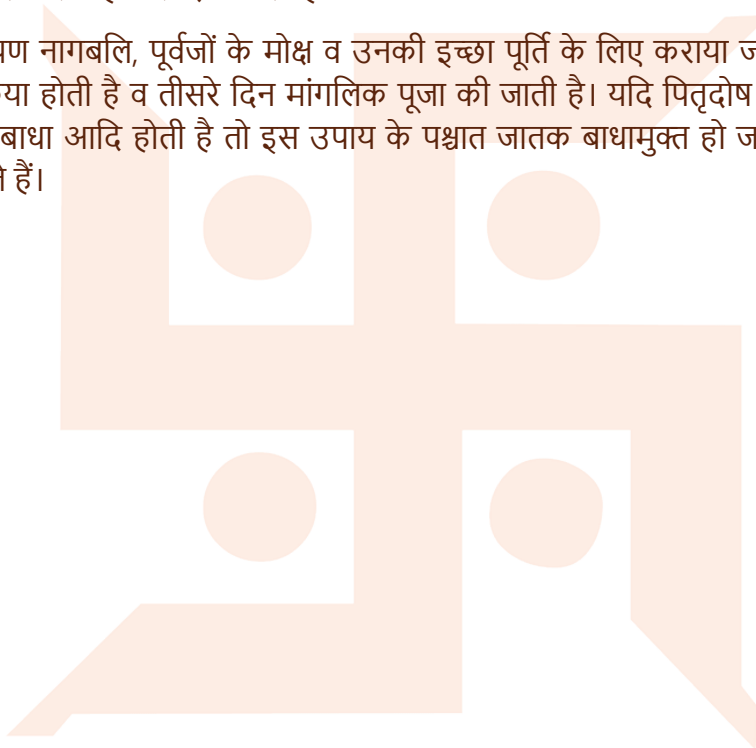 नागबलि, पूर्वजों के मोक्ष व उनकी इच्छा पूर्ति के लिए कराया
होती है व तीसरे दिन मांगलिक पूजा की जाती है। यदि पितृदोष
बाधा आदि होती है तो इस उपाय के पश्चात जातक बाधामुक्त हो
हैं।